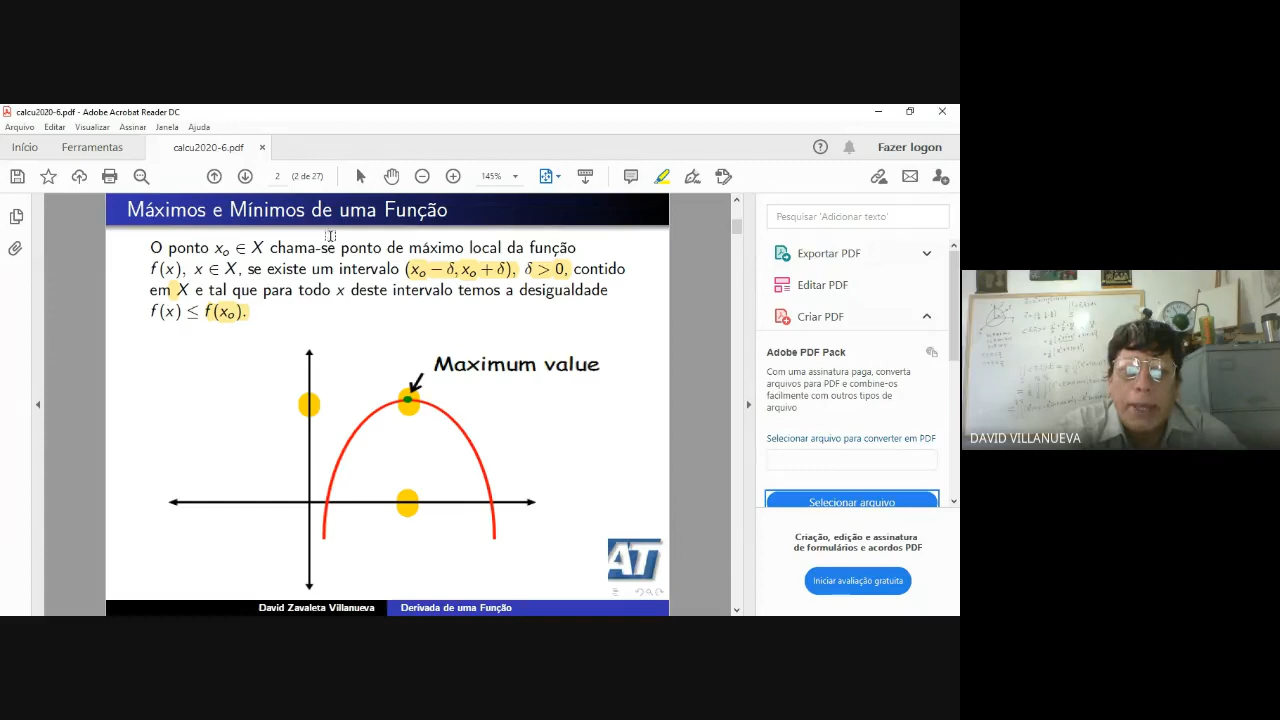 calcu2020-6.pdf - Adobe Acrobat Reader DC
Arquivo Editar Visualizar Assinar Janela Ajuda
Início Ferramentas calcu2020-6.pdf × Fazer logon
2 (2 de 27) 145%
Máximos e Mínimos de uma Função
O ponto xₒ ∈ X chama-se ponto de máximo local da função
f(x), x ∈ X, se existe um intervalo (xₒ − δ, xₒ + δ), δ > 0, contido
em X e tal que para todo x deste intervalo temos a desigualdade
f(x) ≤ f(xₒ).
Maximum value
AT
David Zavaleta Villanueva Derivada de uma Função
Pesquisar 'Adicionar texto'
Exportar PDF
Editar PDF
Criar PDF
Adobe PDF Pack
Com uma assinatura paga, converta
arquivos para PDF e combine-os
facilmente com outros tipos de
arquivo
Selecionar arquivo para converter em PDF
Selecionar arquivo
Criação, edição e assinatura
de formulários e acordos PDF
Iniciar avaliação gratuita
DAVID VILLANUEVA